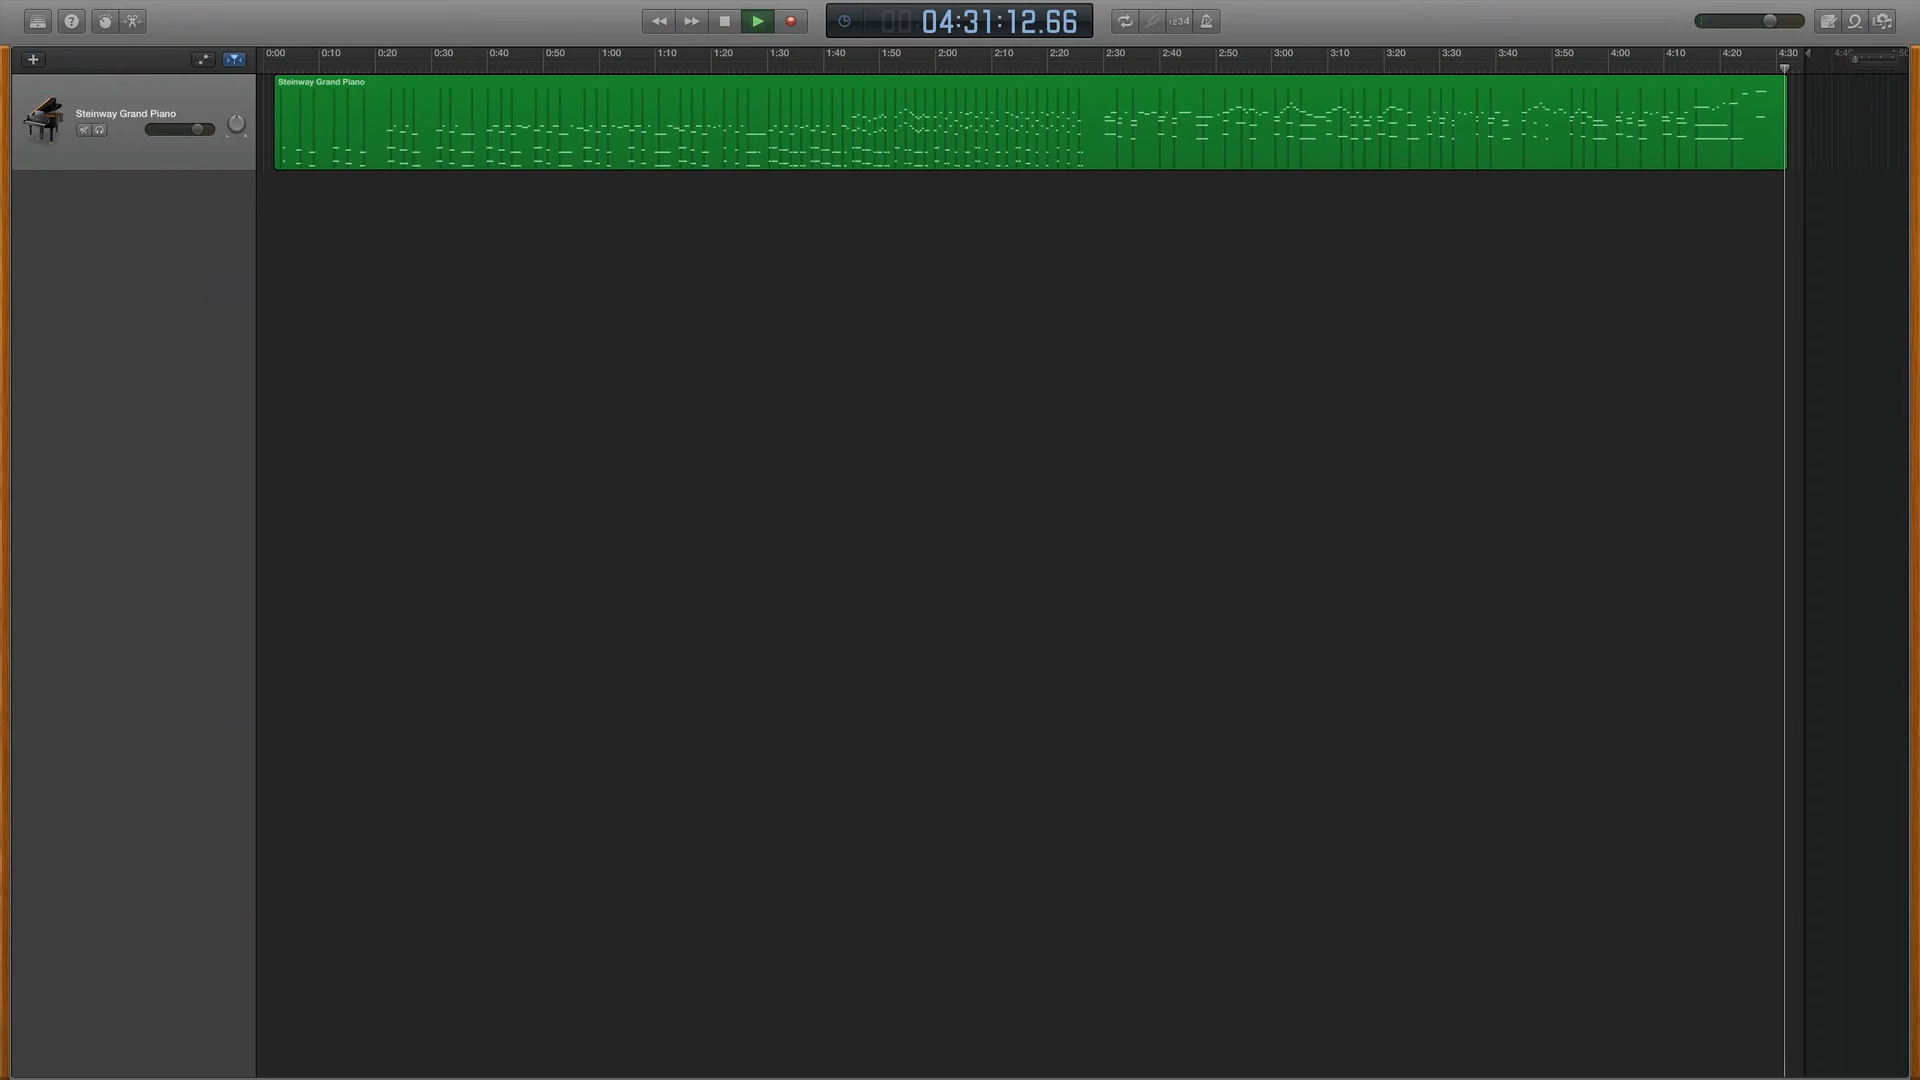 04:31:12.66
1234
0:00 0:10 0:20 0:30 0:40 0:50 1:00 1:10 1:20 1:30 1:40 1:50 2:00 2:10 2:20 2:30 2:40 2:50 3:00 3:10 3:20 3:30 3:40 3:50 4:00 4:10 4:20 4:30
Steinway Grand Piano
Steinway Grand Piano